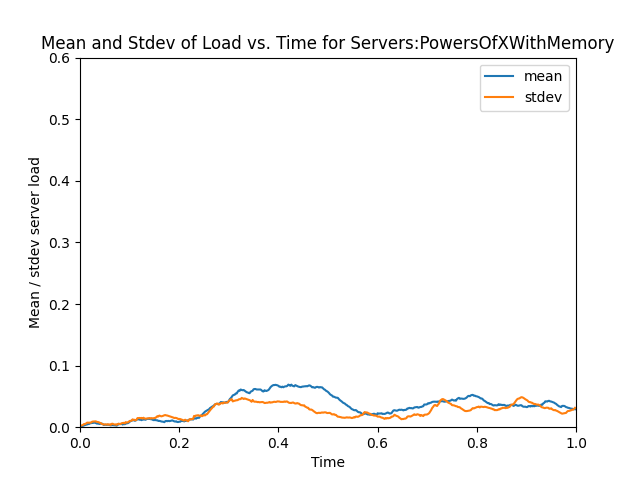 Mean and Stdev of Load vs. Time for Servers:PowersOfXWithMemory
mean
stdev
Mean / stdev server load
0.6
0.5
0.4
0.3
0.2
0.1
0.0
0.0 0.2 0.4 0.6 0.8 1.0
Time